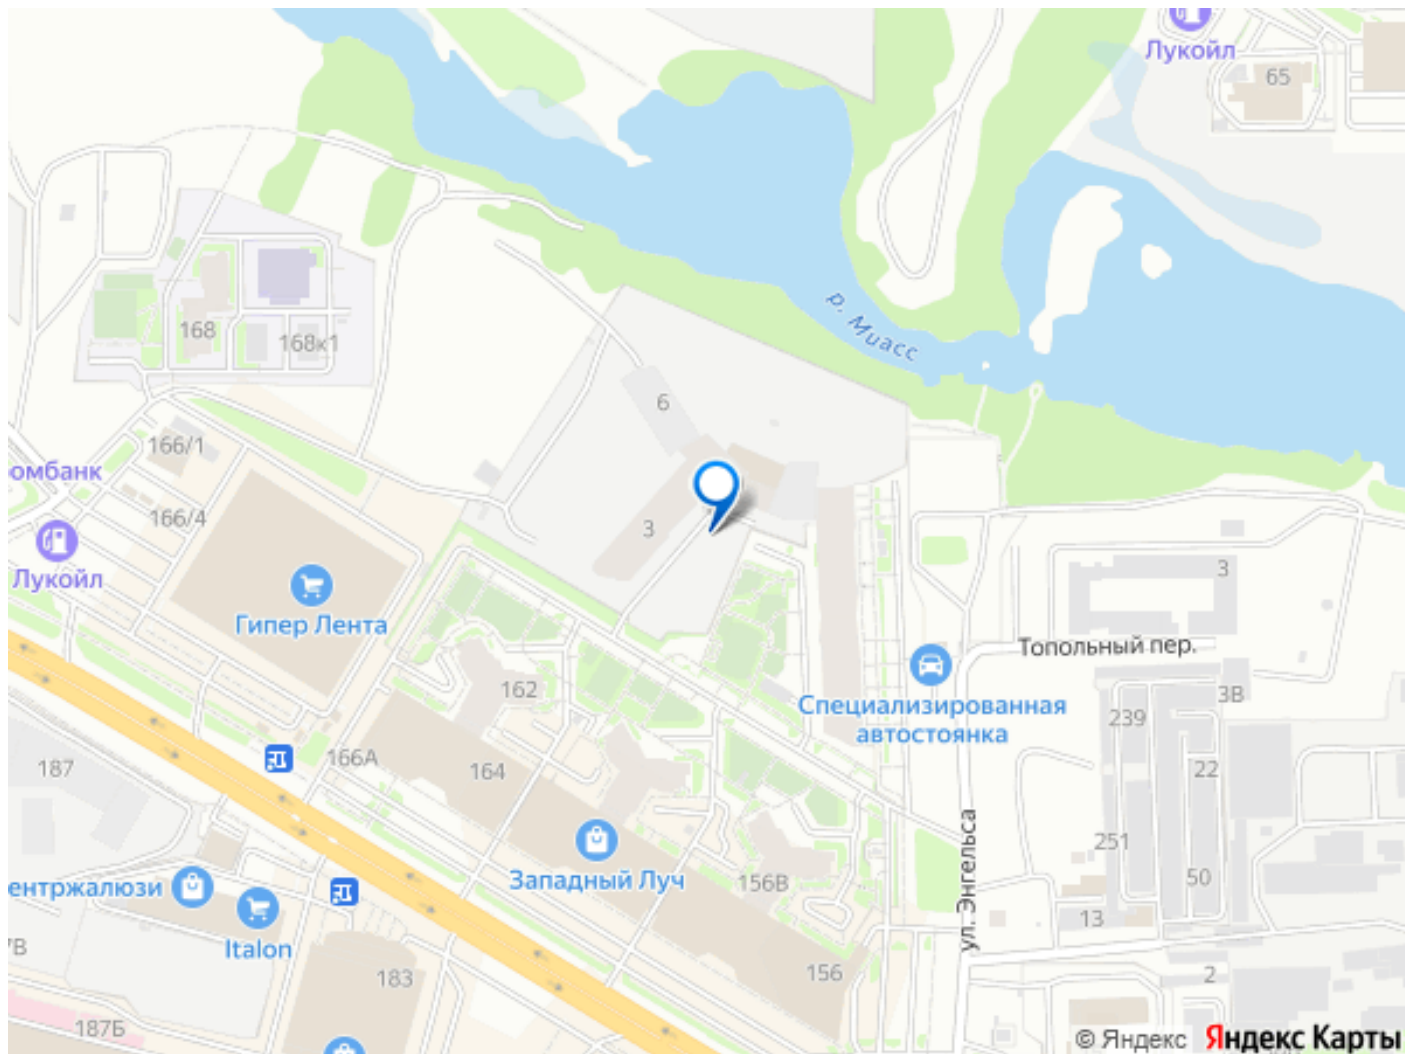 Лукойл
65
р. Миасс
168
168к1
6
166/1
омбанк
166/4
3
Лукойл
Гипер Лента
3
Топольный пер.
162
Специализированная
автостоянка
3В
239
187
166А
164
22
ул. Энгельса
251
Западный Луч
156В
50
ентржалюзи
13
Italon
7В
183
156
2
187Б
© Яндекс
Яндекс Карты